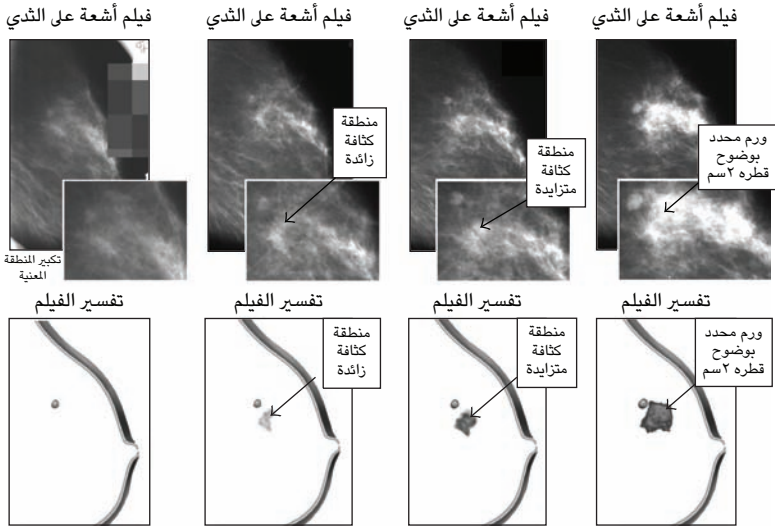 فيلم أشعة على الثدي
فيلم أشعة على الثدي
فيلم أشعة على الثدي
فيلم أشعة على الثدي
ورم محدد
بوضوح
قطره ٢سم
منطقة
كثافة
متزايدة
منطقة
كثافة
زائدة
تكبير المنطقة
المعنية
تفسير الفيلم
تفسير الفيلم
تفسير الفيلم
تفسير الفيلم
ورم محدد
بوضوح
قطره ٢سم
منطقة
كثافة
متزايدة
منطقة
كثافة
زائدة